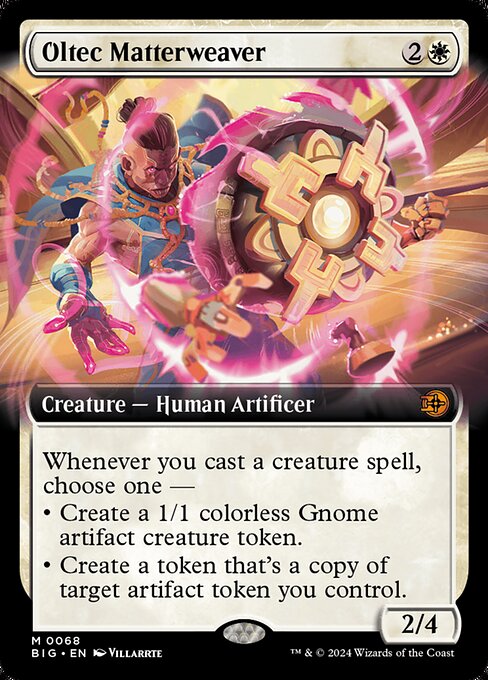 Oltec Matterweaver 2
Creature — Human Artificer
Whenever you cast a creature spell,
choose one —
• Create a 1/1 colorless Gnome
artifact creature token.
• Create a token that's a copy of
target artifact token you control.
2/4
M 0068
BIG • EN VILLARRTE
™ & © 2024 Wizards of the Coast